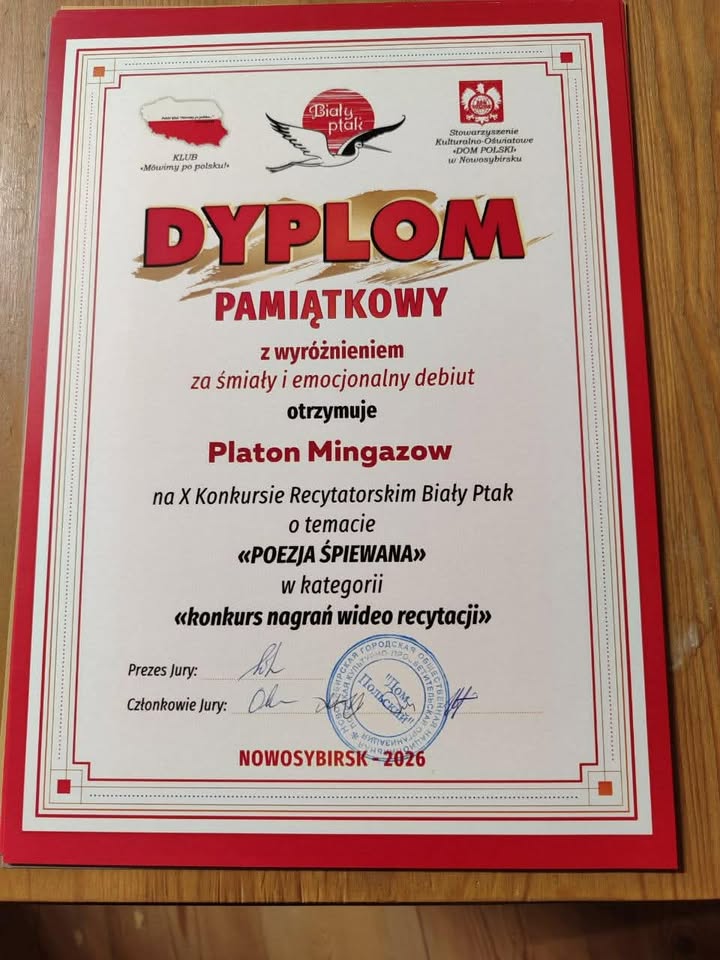 Biały
ptak
KLUB
«Mówimy po polsku!»
Stowarzyszenie
Kulturalno-Oświatowe
«DOM POLSKI»
w Nowosybirsku
DYPLOM
PAMIĄTKOWY
z wyróżnieniem
za śmiały i emocjonalny debiut
otrzymuje
Platon Mingazow
na X Konkursie Recytatorskim Biały Ptak
o temacie
«POEZJA ŚPIEWANA»
w kategorii
«konkurs nagrań wideo recytacji»
Prezes Jury:
Członkowie Jury:
"Дом
Польский"
NOWOSYBIRSK - 2026